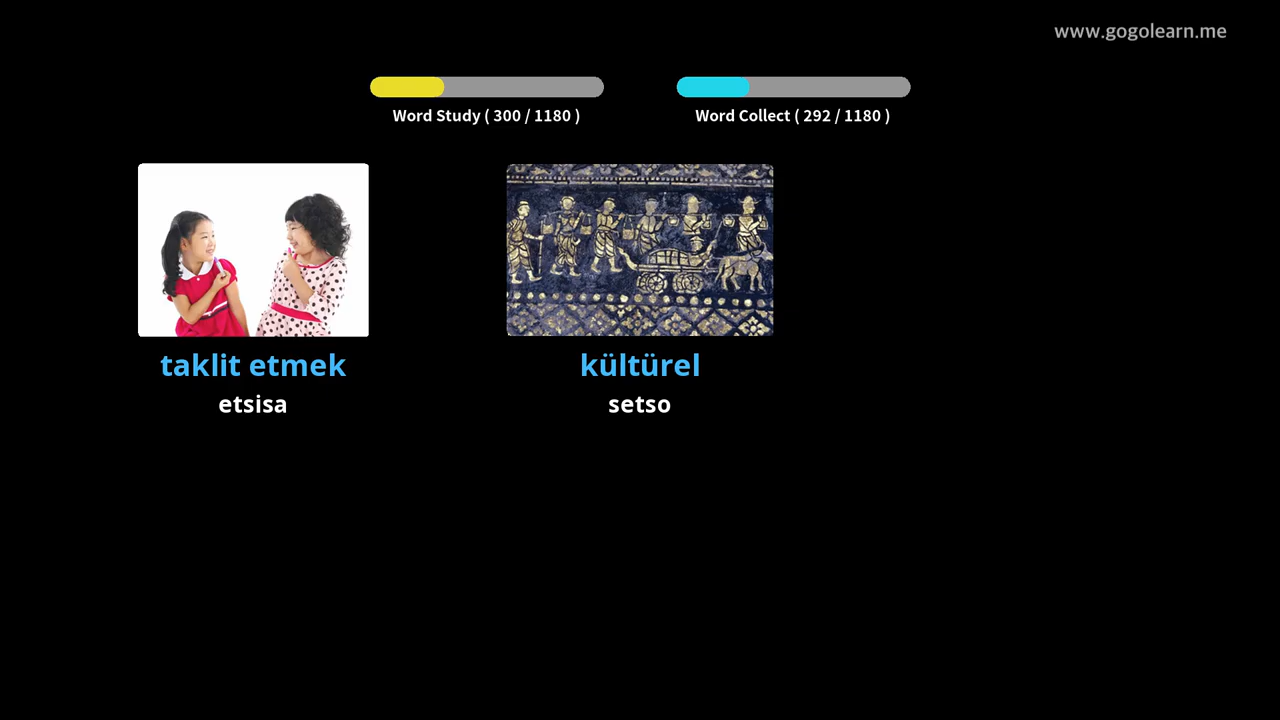 www.gogolearn.me
Word Study ( 300 / 1180 )
Word Collect ( 292 / 1180 )
taklit etmek
etsisa
kültürel
setso